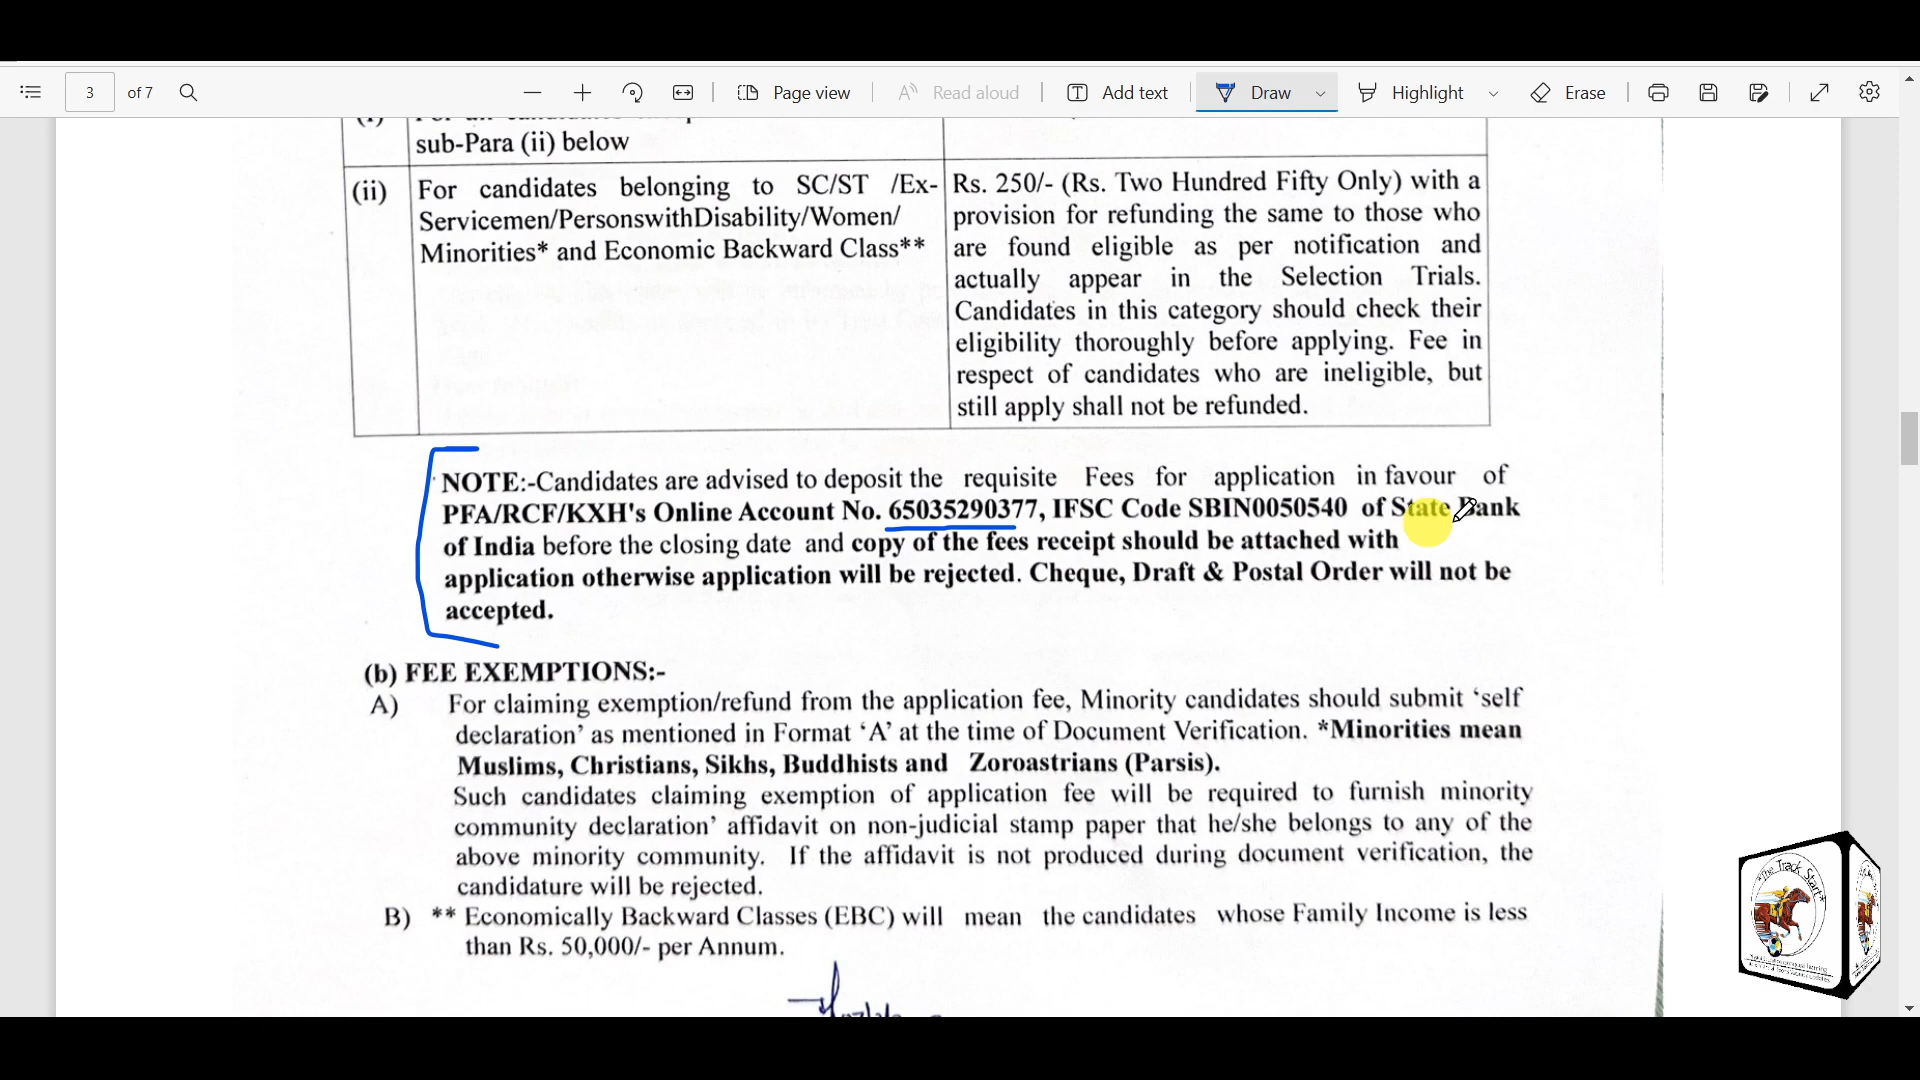 3 of 7 Page view Read aloud Add text Draw Highlight Erase
sub-Para (ii) below
(ii) For candidates belonging to SC/ST /Ex-
Servicemen/PersonswithDisability/Women/
Minorities* and Economic Backward Class**
Rs. 250/- (Rs. Two Hundred Fifty Only) with a
provision for refunding the same to those who
are found eligible as per notification and
actually appear in the Selection Trials.
Candidates in this category should check their
eligibility thoroughly before applying. Fee in
respect of candidates who are ineligible, but
still apply shall not be refunded.
NOTE:-Candidates are advised to deposit the requisite Fees for application in favour of
PFA/RCF/KXH's Online Account No. 65035290377, IFSC Code SBIN0050540 of State Bank
of India before the closing date and copy of the fees receipt should be attached with
application otherwise application will be rejected. Cheque, Draft & Postal Order will not be
accepted.
(b) FEE EXEMPTIONS:-
A) For claiming exemption/refund from the application fee, Minority candidates should submit ‘self
declaration’ as mentioned in Format ‘A’ at the time of Document Verification. *Minorities mean
Muslims, Christians, Sikhs, Buddhists and Zoroastrians (Parsis).
Such candidates claiming exemption of application fee will be required to furnish minority
community declaration’ affidavit on non-judicial stamp paper that he/she belongs to any of the
above minority community. If the affidavit is not produced during document verification, the
candidature will be rejected.
B) ** Economically Backward Classes (EBC) will mean the candidates whose Family Income is less
than Rs. 50,000/- per Annum.
"The Track Start"